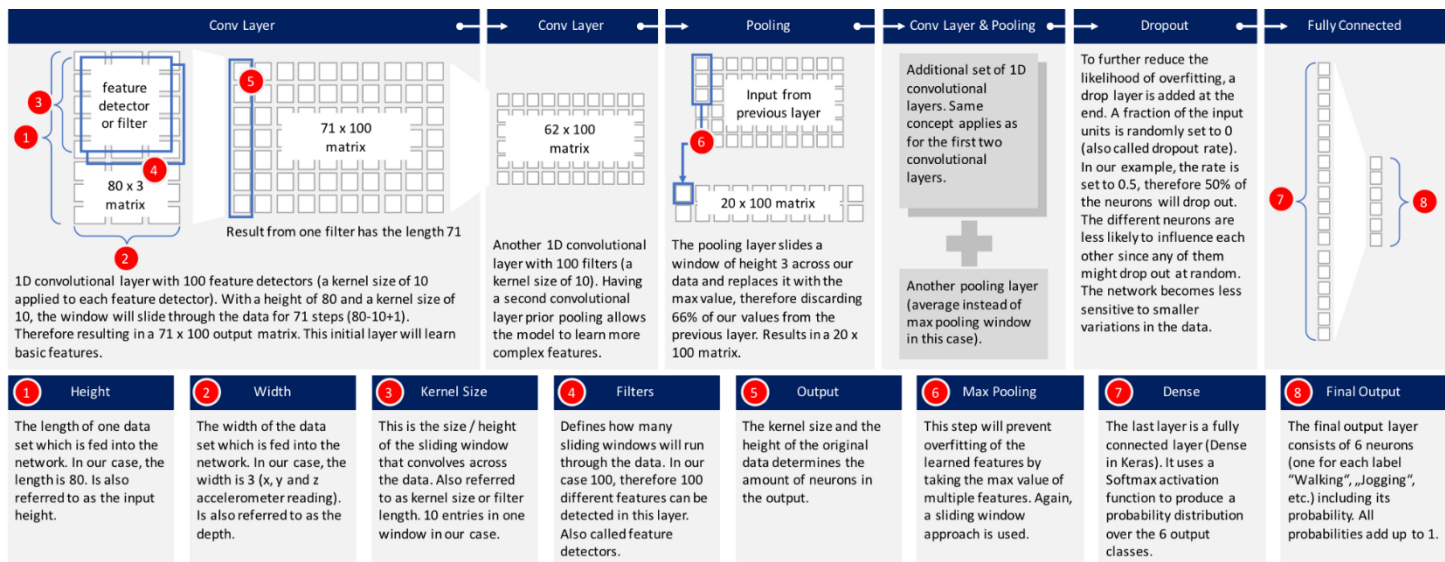 Conv Layer
Conv Layer
Pooling
Conv Layer & Pooling
Dropout
Fully Connected
3
1
feature
detector
or filter
4
80 x 3
matrix
2
5
71 x 100
matrix
Result from one filter has the length 71
1D convolutional layer with 100 feature detectors (a kernel size of 10
applied to each feature detector). With a height of 80 and a kernel size of
10, the window will slide through the data for 71 steps (80-10+1).
Therefore resulting in a 71 x 100 output matrix. This initial layer will learn
basic features.
62 x 100
matrix
Another 1D convolutional
layer with 100 filters (a
kernel size of 10). Having
a second convolutional
layer prior pooling allows
the model to learn more
complex features.
Input from
previous layer
6
20 x 100 matrix
The pooling layer slides a
window of height 3 across our
data and replaces it with the
max value, therefore discarding
66% of our values from the
previous layer. Results in a 20 x
100 matrix.
Additional set of 1D
convolutional
layers. Same
concept applies as
for the first two
convolutional
layers.
Another pooling layer
(average instead of
max pooling window
in this case).
To further reduce the
likelihood of overfitting, a
drop layer is added at the
end. A fraction of the input
units is randomly set to 0
(also called dropout rate).
In our example, the rate is
set to 0.5, therefore 50% of
the neurons will drop out.
The different neurons are
less likely to influence each
other since any of them
might drop out at random.
The network becomes less
sensitive to smaller
variations in the data.
7
8
1 Height
The length of one data
set which is fed into the
network. In our case, the
length is 80. Is also
referred to as the input
height.
2 Width
The width of the data
set which is fed into the
network. In our case, the
width is 3 (x, y and z
accelerometer reading).
Is also referred to as the
depth.
3 Kernel Size
This is the size / height
of the sliding window
that convolves across
the data. Also referred
to as kernel size or filter
length. 10 entries in one
window in our case.
4 Filters
Defines how many
sliding windows will run
through the data. In our
case 100, therefore 100
different features can be
detected in this layer.
Also called feature
detectors.
5 Output
The kernel size and the
height of the original
data determines the
amount of neurons in
the output.
6 Max Pooling
This step will prevent
overfitting of the
learned features by
taking the max value of
multiple features. Again,
a sliding window
approach is used.
7 Dense
The last layer is a fully
connected layer (Dense
in Keras). It uses a
Softmax activation
function to produce a
probability distribution
over the 6 output
classes.
8 Final Output
The final output layer
consists of 6 neurons
(one for each label
“Walking“, „Jogging“,
etc.) including its
probability. All
probabilities add up to 1.